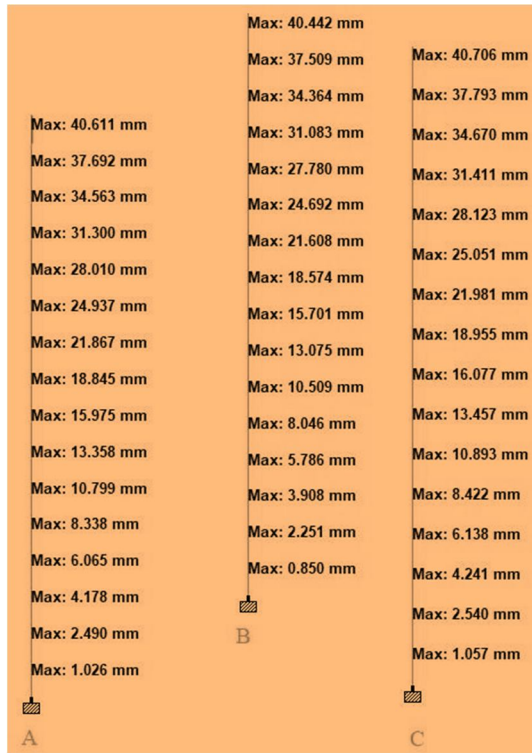 Max: 40.611 mm
Max: 37.692 mm
Max: 34.563 mm
Max: 31.300 mm
Max: 28.010 mm
Max: 24.937 mm
Max: 21.867 mm
Max: 18.845 mm
Max: 15.975 mm
Max: 13.358 mm
Max: 10.799 mm
Max: 8.338 mm
Max: 6.065 mm
Max: 4.178 mm
Max: 2.490 mm
Max: 1.026 mm
A
Max: 40.442 mm
Max: 37.509 mm
Max: 34.364 mm
Max: 31.083 mm
Max: 27.780 mm
Max: 24.692 mm
Max: 21.608 mm
Max: 18.574 mm
Max: 15.701 mm
Max: 13.075 mm
Max: 10.509 mm
Max: 8.046 mm
Max: 5.786 mm
Max: 3.908 mm
Max: 2.251 mm
Max: 0.850 mm
B
Max: 40.706 mm
Max: 37.793 mm
Max: 34.670 mm
Max: 31.411 mm
Max: 28.123 mm
Max: 25.051 mm
Max: 21.981 mm
Max: 18.955 mm
Max: 16.077 mm
Max: 13.457 mm
Max: 10.893 mm
Max: 8.422 mm
Max: 6.138 mm
Max: 4.241 mm
Max: 2.540 mm
Max: 1.057 mm
C